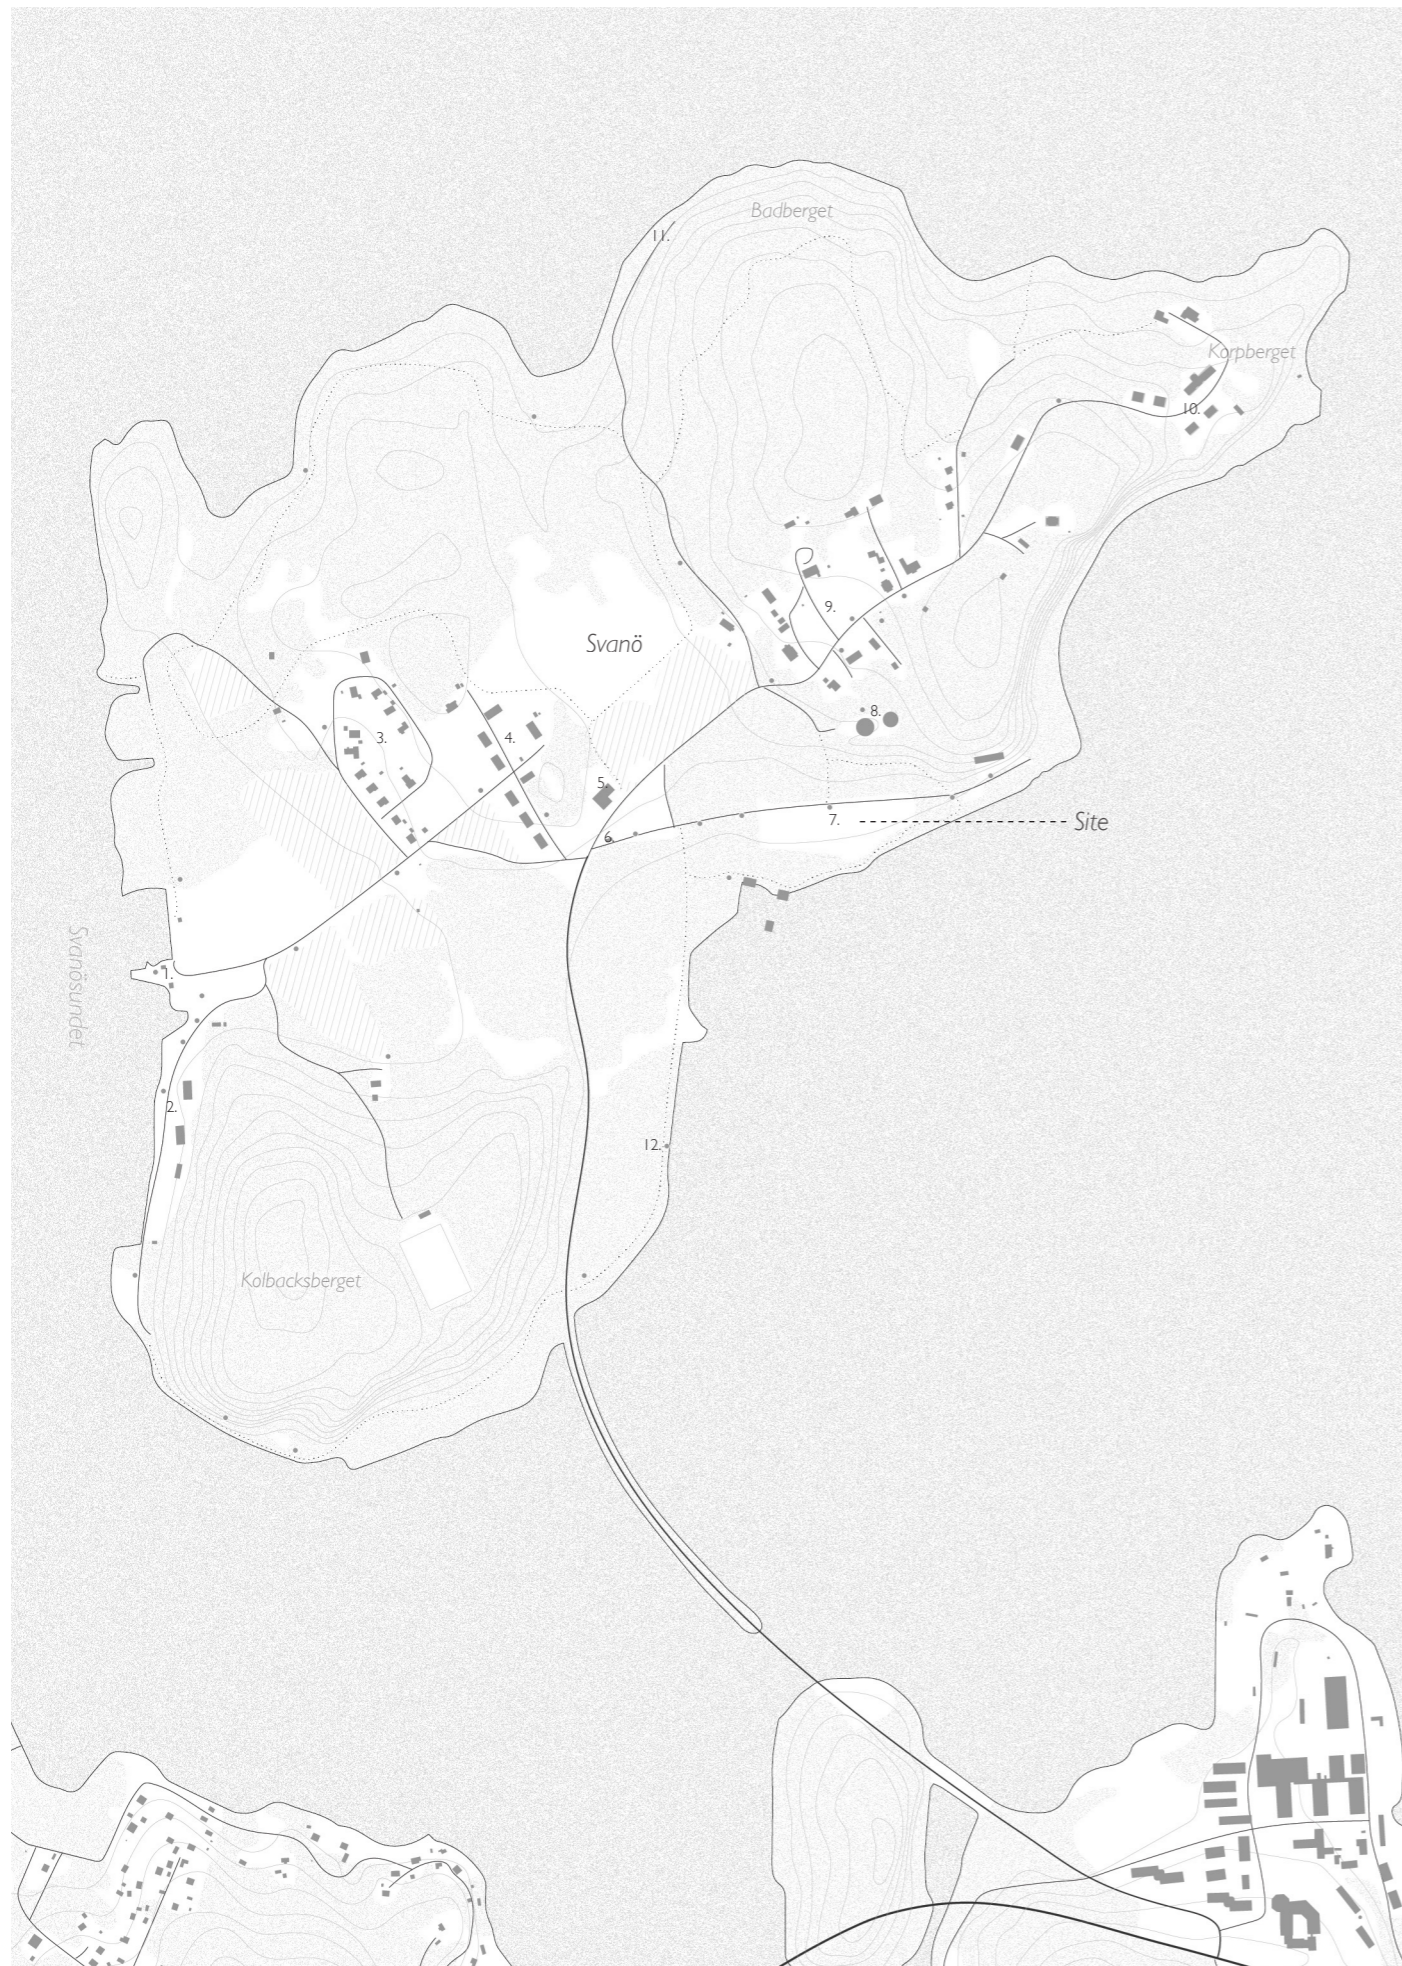 Badberget
11.
Korpberget
10.
9.
Svanö
8.
3.
4.
5.
7.
Site
6.
Svanösundet
1.
2.
12.
Kolbacksberget